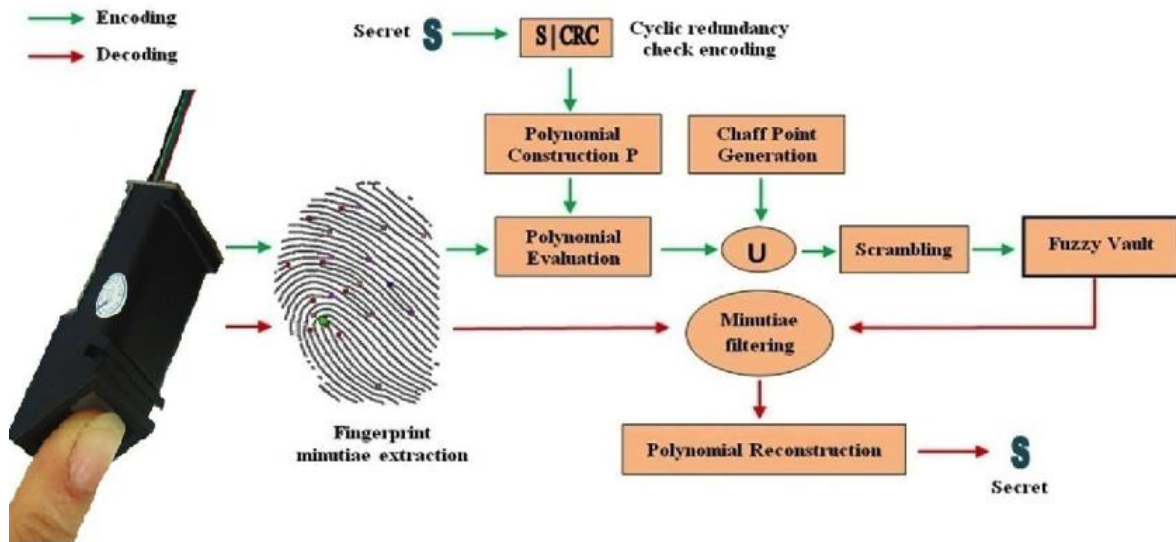 Encoding
Decoding
Secret S
S|CRC
Cyclic redundancy
check encoding
Polynomial
Construction P
Chaff Point
Generation
Polynomial
Evaluation
U
Scrambling
Fuzzy Vault
Minutiae
filtering
Fingerprint
minutiae extraction
Polynomial Reconstruction
S
Secret